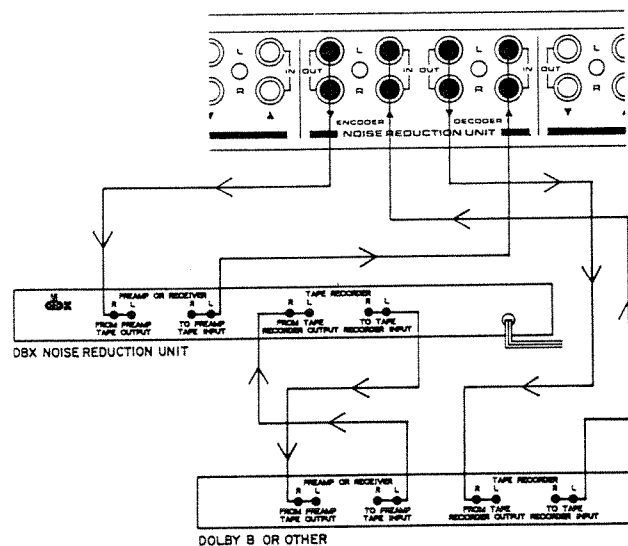 L L L L
IN OUT IN OUT IN OUT
R R R R
ENCODER DECODER
NOISE REDUCTION UNIT
PREAMP OR RECEIVER TAPE RECORDER
R L R L R L R L
FROM PREAMP TAPE OUTPUT
TO PREAMP TAPE INPUT
FROM TAPE RECORDER OUTPUT
TO TAPE RECORDER INPUT
DBX NOISE REDUCTION UNIT
PREAMP OR RECEIVER TAPE RECORDER
R L R L R L R L
FROM PREAMP TAPE OUTPUT
TO PREAMP TAPE INPUT
FROM TAPE RECORDER OUTPUT
TO TAPE RECORDER INPUT
DOLBY B OR OTHER